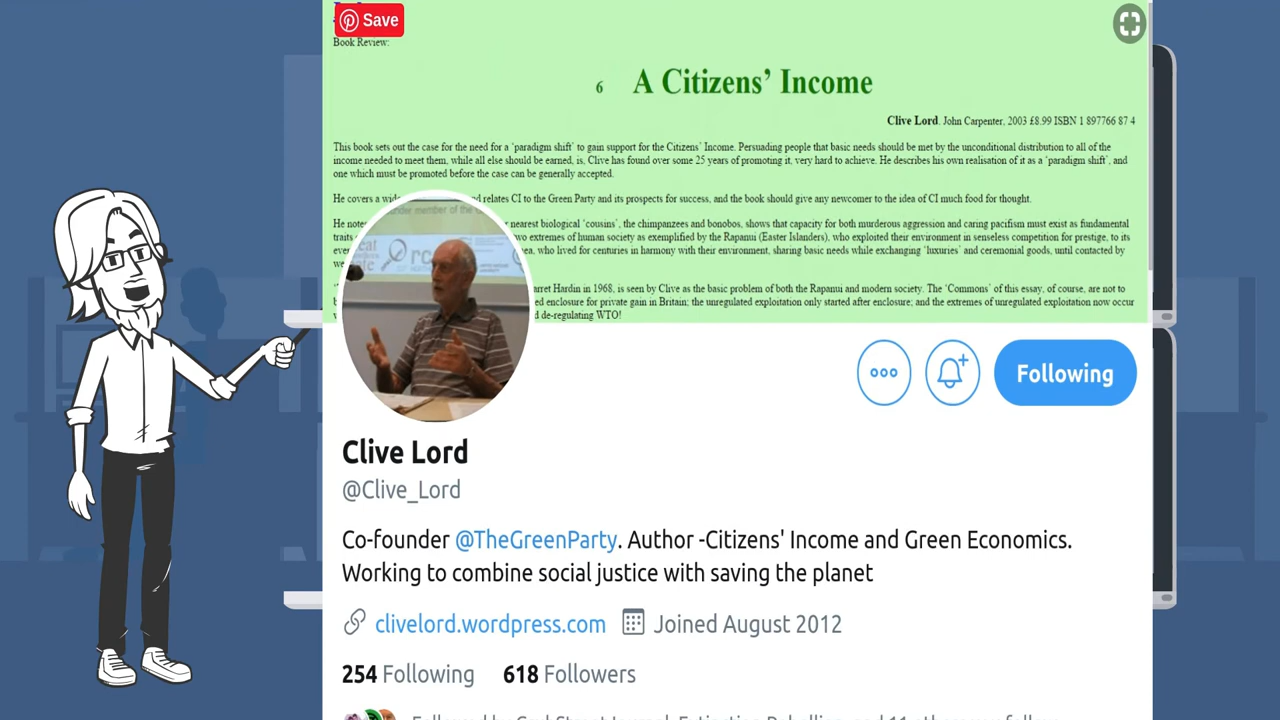 Save
Book Review:
6 A Citizens' Income
Clive Lord. John Carpenter, 2003 £8.99 ISBN 1 897766 87 4
This book sets out the case for the need for a 'paradigm shift' to gain support for the Citizens' Income. Persuading people that basic needs should be met by the unconditional distribution to all of the
income needed to meet them, while all else should be earned, is, Clive has found over some 25 years of promoting it, very hard to achieve. He describes his own realisation of it as a 'paradigm shift', and
one which must be promoted before the case can be generally accepted.
He covers a wide and relates CI to the Green Party and its prospects for success, and the book should give any newcomer to the idea of CI much food for thought.
He notes nearest biological 'cousins', the chimpanzees and bonobos, shows that capacity for both murderous aggression and caring pacifism must exist as fundamental
traits two extremes of human society as exemplified by the Rapanui (Easter Islanders), who exploited their environment in senseless competition for prestige, to its
who lived for centuries in harmony with their environment, sharing basic needs while exchanging 'luxuries' and ceremonial goods, until contacted by
Hardin in 1968, is seen by Clive as the basic problem of both the Rapanui and modern society. The 'Commons' of this essay, of course, are not to
enclosure for private gain in Britain; the unregulated exploitation only started after enclosure; and the extremes of unregulated exploitation now occur
de-regulating WTO!
Following
Clive Lord
@Clive_Lord
Co-founder @TheGreenParty. Author -Citizens' Income and Green Economics.
Working to combine social justice with saving the planet
clivelord.wordpress.com Joined August 2012
254 Following 618 Followers